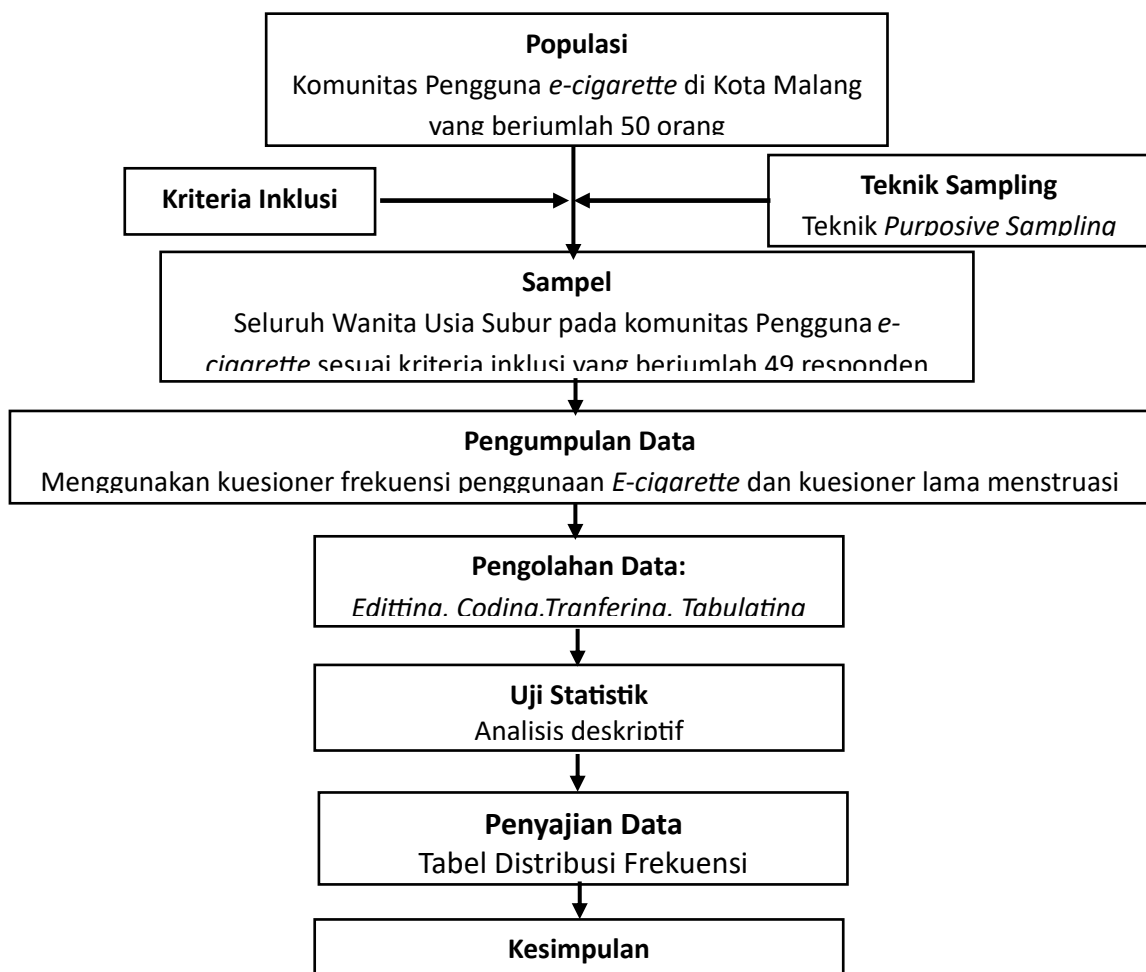 Populasi
Komunitas Pengguna e-cigarette di Kota Malang
yang berjumlah 50 orang
Kriteria Inklusi
Teknik Sampling
Teknik Purposive Sampling
Sampel
Seluruh Wanita Usia Subur pada komunitas Pengguna e-
cigarette sesuai kriteria inklusi yang berjumlah 49 responden
Pengumpulan Data
Menggunakan kuesioner frekuensi penggunaan E-cigarette dan kuesioner lama menstruasi
Pengolahan Data:
Editting, Coding,Tranfering, Tabulating
Uji Statistik
Analisis deskriptif
Penyajian Data
Tabel Distribusi Frekuensi
Kesimpulan